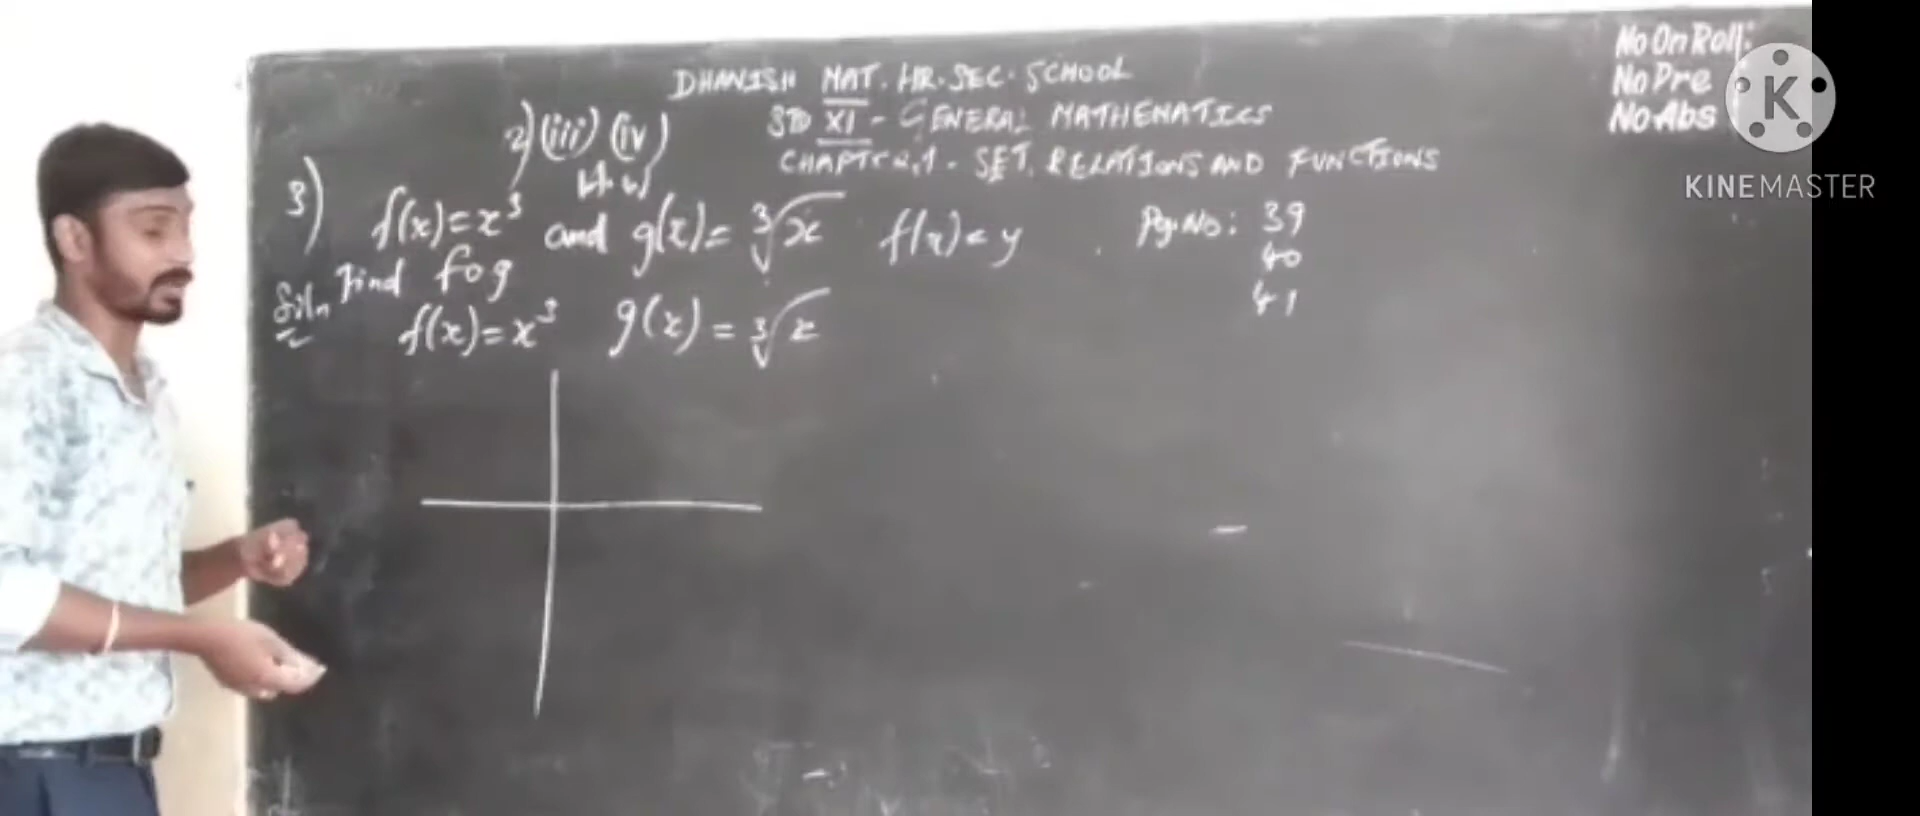 DHANISH MAT. HR. SEC. SCHOOL
STD XI - GENERAL MATHEMATICS
CHAPTER, 1 - SET, RELATIONS AND FUNCTIONS
2) (iii) (iv)
H.W
3) f(x)=x³ and g(x)=∛x f(x)=y
Find fog
Soln
f(x)=x³ g(x)=∛x
Pg.No: 39
40
41
No On Roll:
No Pre
No Abs
K
KINEMASTER